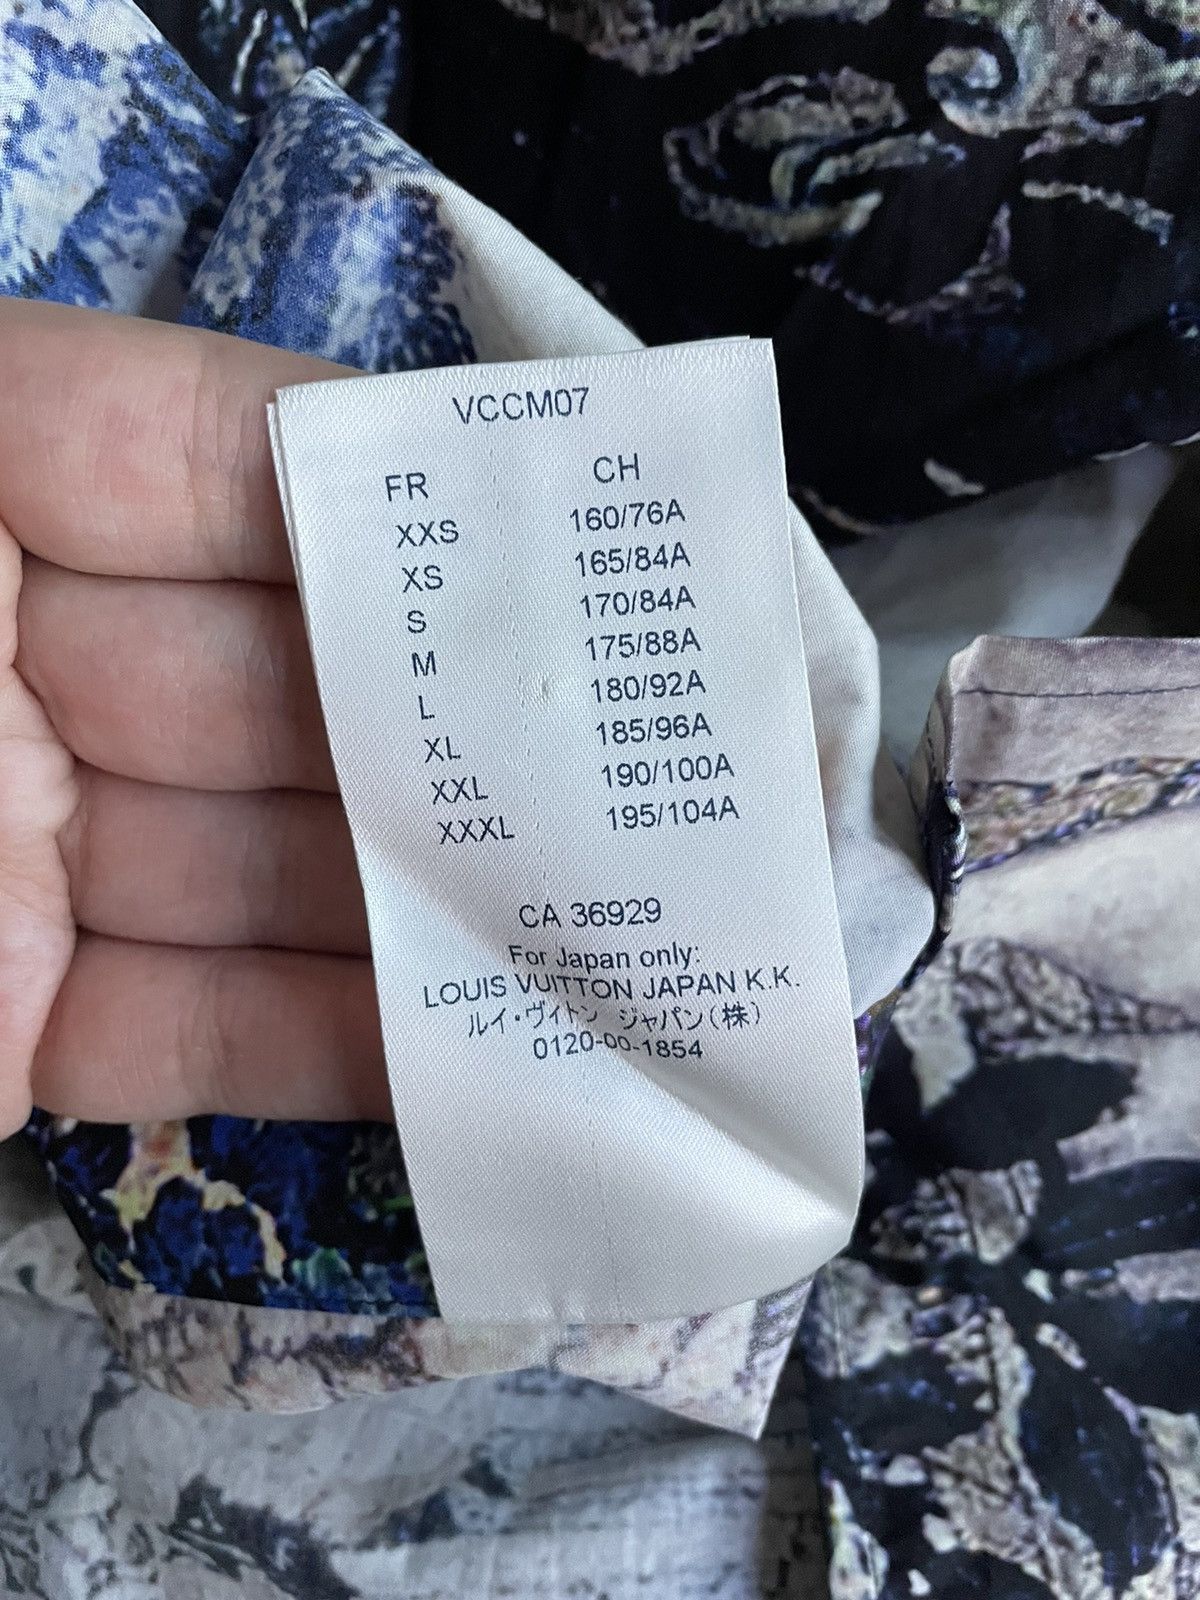 VCCM07
FR CH
XXS 160/76A
XS 165/84A
S 170/84A
M 175/88A
L 180/92A
XL 185/96A
XXL 190/100A
XXXL 195/104A
CA 36929
For Japan only:
LOUIS VUITTON JAPAN K.K.
ルイ・ヴィトン ジャパン(株)
0120-00-1854